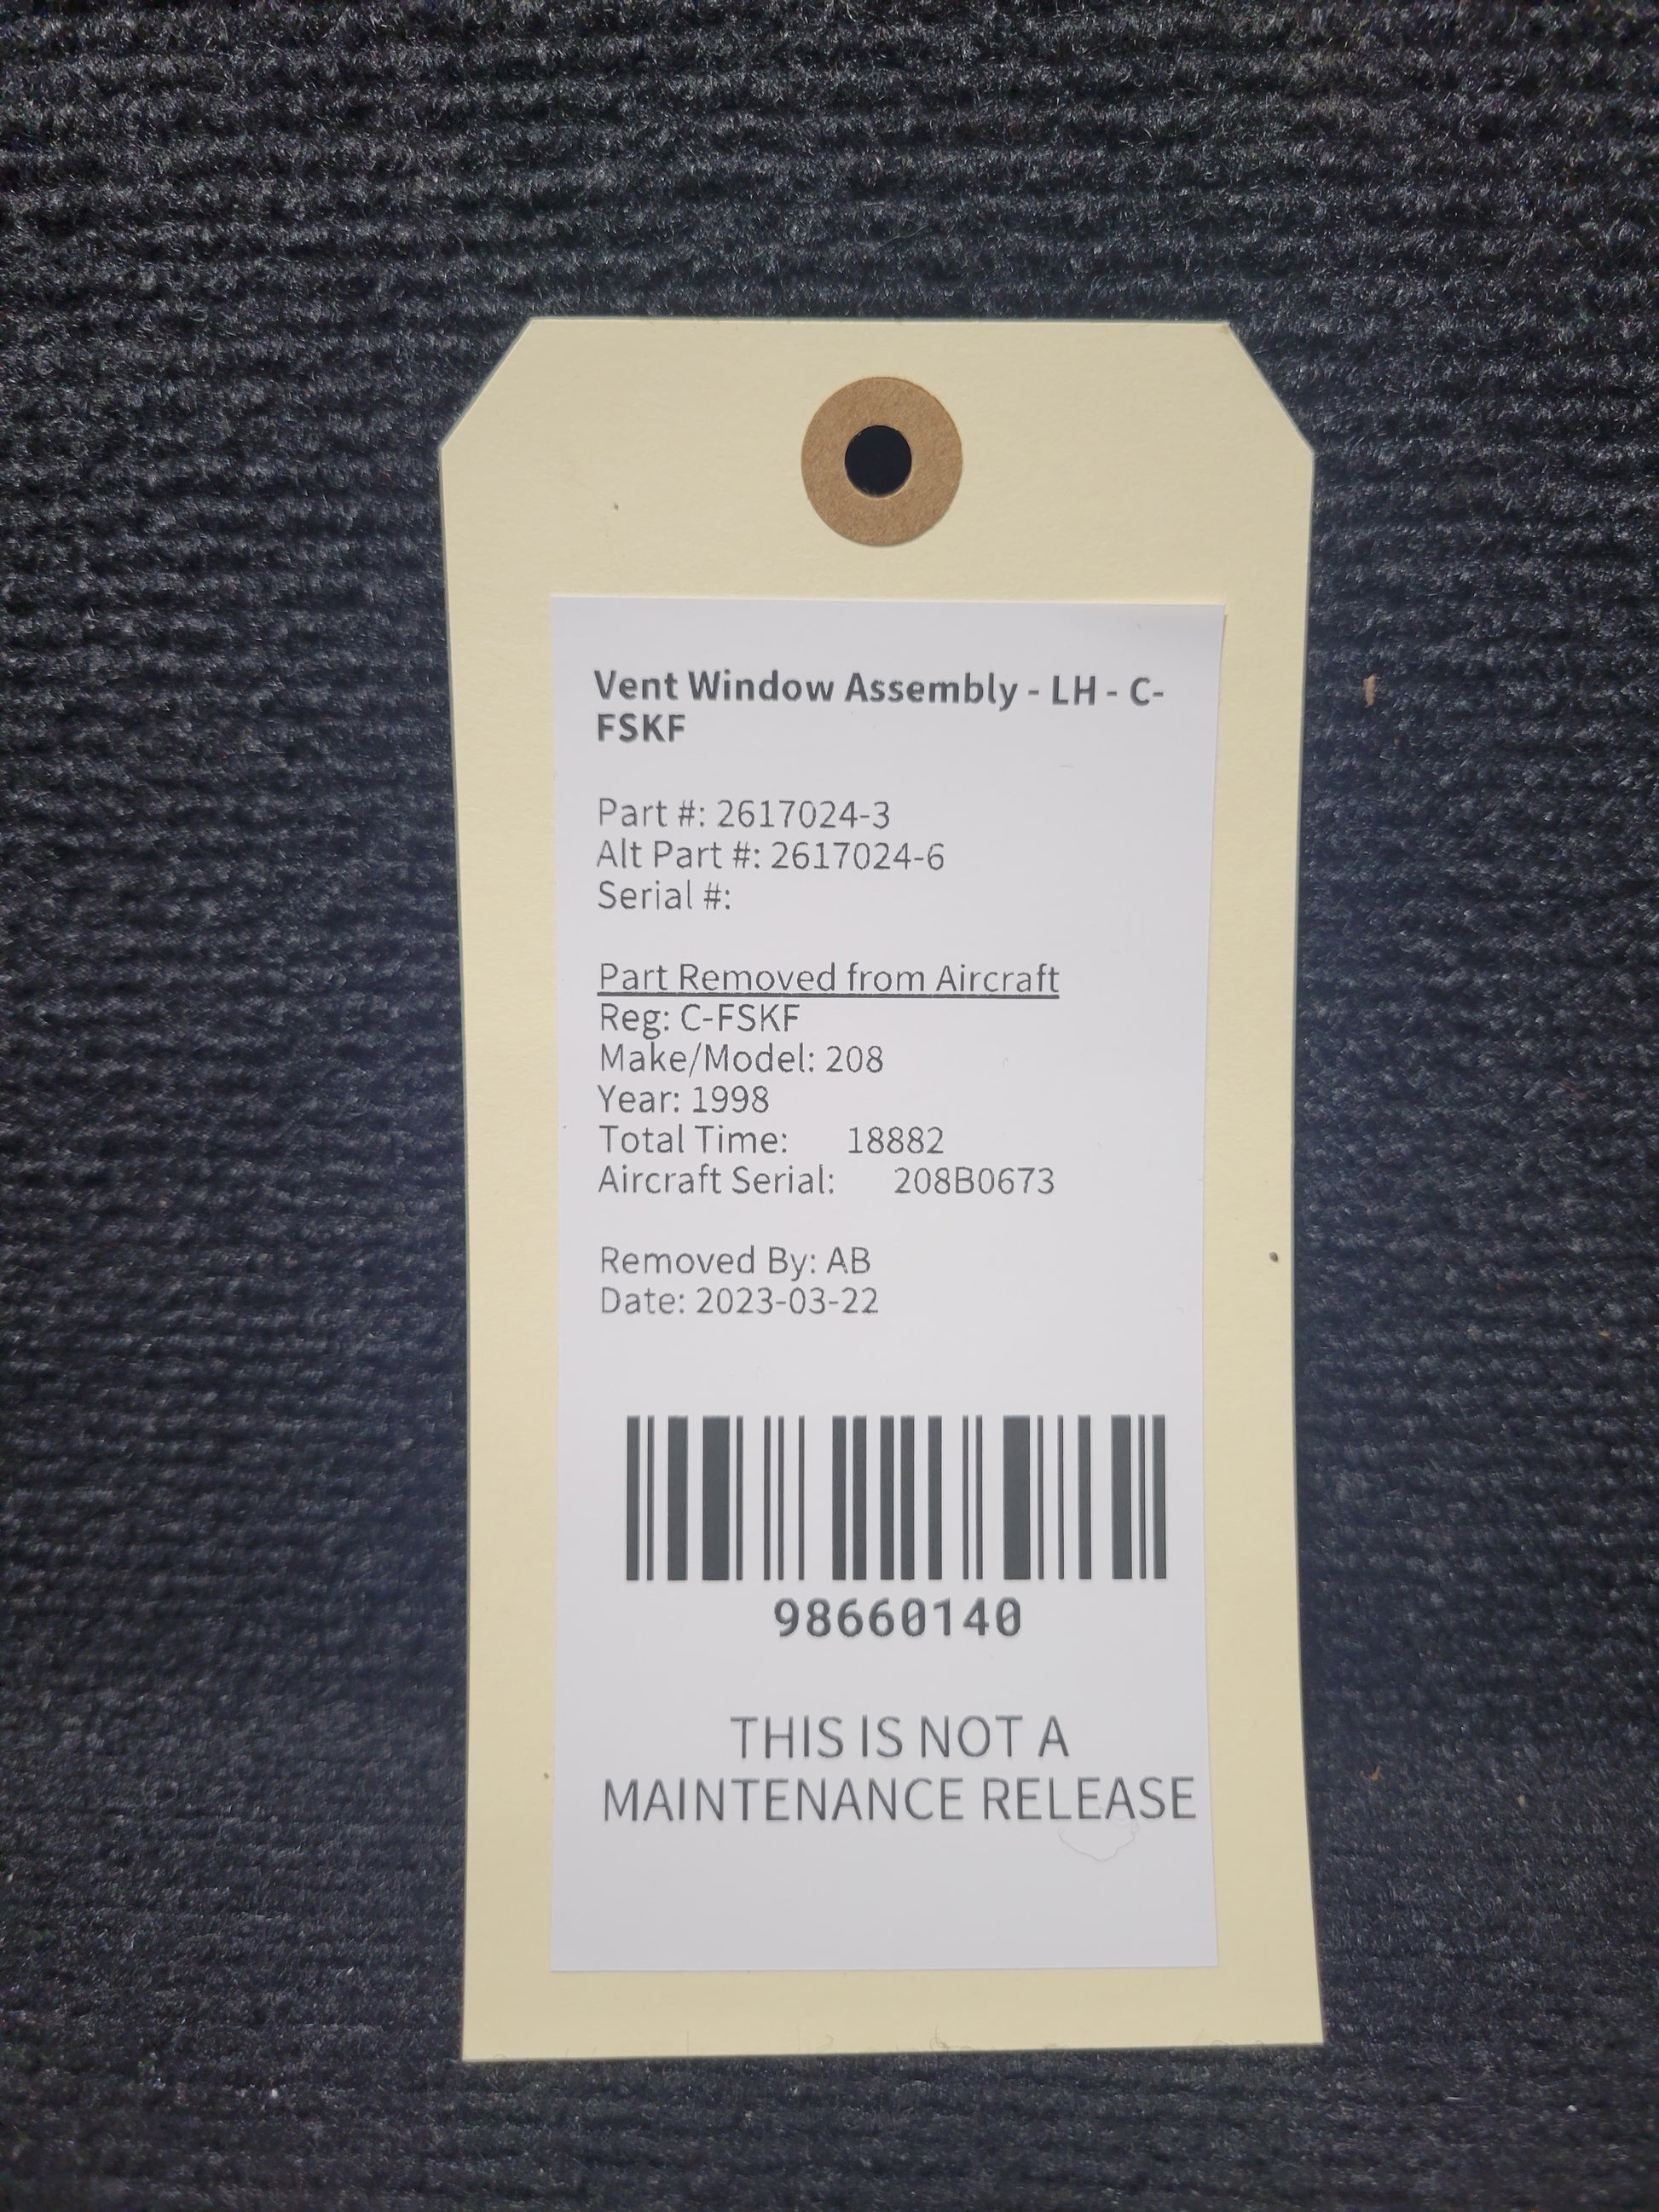 Vent Window Assembly - LH - C-
FSKF
Part #: 2617024-3
Alt Part #: 2617024-6
Serial #:
Part Removed from Aircraft
Reg: C-FSKF
Make/Model: 208
Year: 1998
Total Time: 18882
Aircraft Serial: 208B0673
Removed By: AB
Date: 2023-03-22
98660140
THIS IS NOT A
MAINTENANCE RELEASE